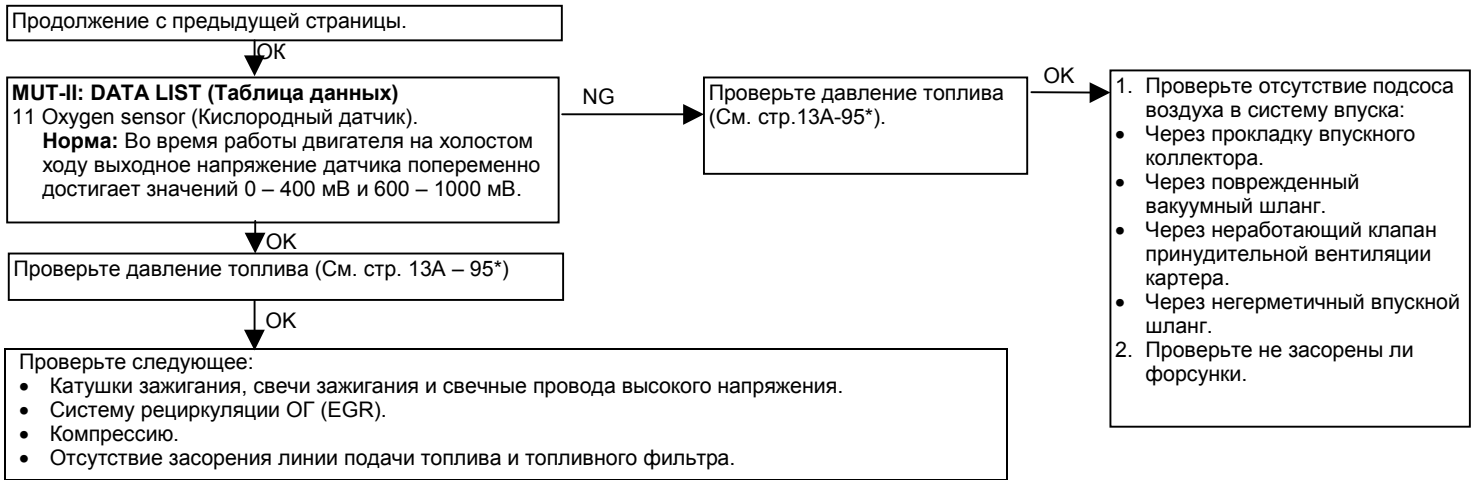 Продолжение с предыдущей страницы.
OK
MUT-II: DATA LIST (Таблица данных)
11 Oxygen sensor (Кислородный датчик).
Норма: Во время работы двигателя на холостом
ходу выходное напряжение датчика попеременно
достигает значений 0 – 400 мВ и 600 – 1000 мВ.
NG
Проверьте давление топлива
(См. стр.13А-95*).
OK
1. Проверьте отсутствие подсоса
воздуха в систему впуска:
• Через прокладку впускного
коллектора.
• Через поврежденный
вакуумный шланг.
• Через неработающий клапан
принудительной вентиляции
картера.
• Через негерметичный впускной
шланг.
2. Проверьте не засорены ли
форсунки.
OK
Проверьте давление топлива (См. стр. 13А – 95*)
OK
Проверьте следующее:
• Катушки зажигания, свечи зажигания и свечные провода высокого напряжения.
• Систему рециркуляции ОГ (EGR).
• Компрессию.
• Отсутствие засорения линии подачи топлива и топливного фильтра.